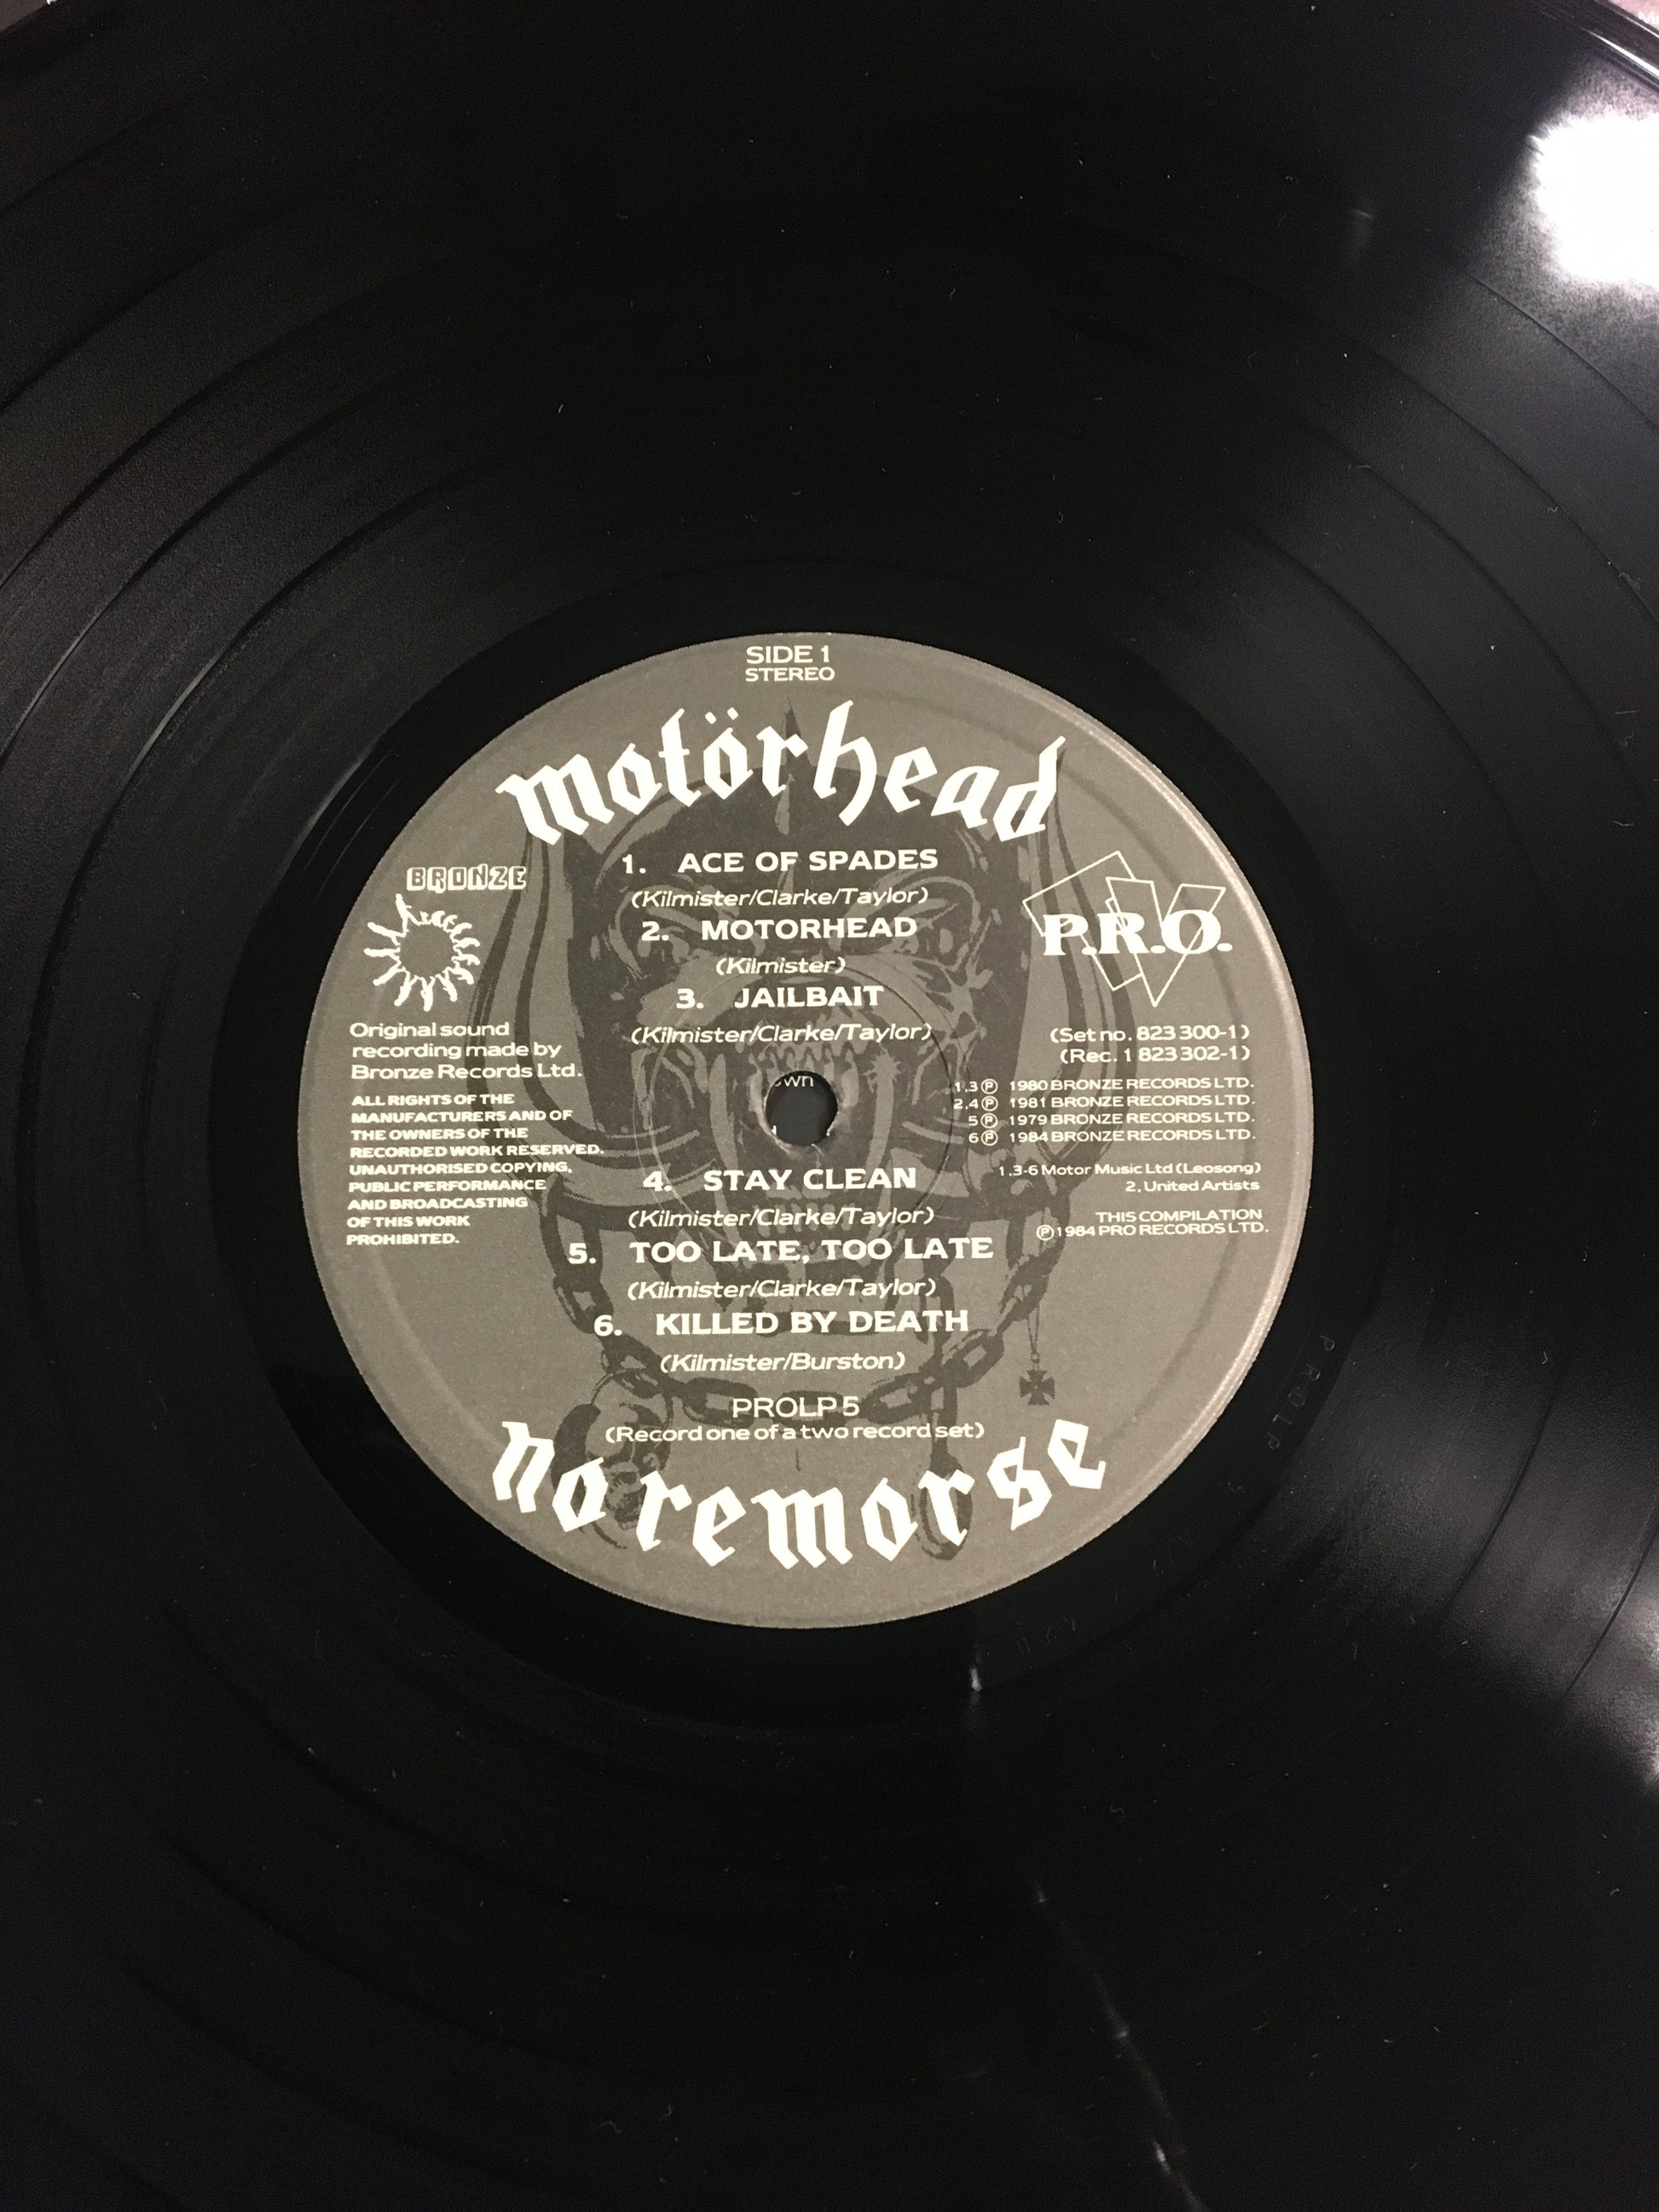 SIDE 1
STEREO
motörhead
1. ACE OF SPADES
(Kilmister/Clarke/Taylor)
2. MOTORHEAD
(Kilmister)
3. JAILBAIT
(Kilmister/Clarke/Taylor)
BRONZE
Original sound
recording made by
Bronze Records Ltd.
ALL RIGHTS OF THE
MANUFACTURERS AND OF
THE OWNERS OF THE
RECORDED WORK RESERVED.
UNAUTHORISED COPYING,
PUBLIC PERFORMANCE
AND BROADCASTING
OF THIS WORK
PROHIBITED.
P.R.O.
(Set no. 823 300-1)
(Rec. 1 823 302-1)
1,3 ℗ 1980 BRONZE RECORDS LTD.
2,4 ℗ 1981 BRONZE RECORDS LTD.
5 ℗ 1979 BRONZE RECORDS LTD.
6 ℗ 1984 BRONZE RECORDS LTD.
1,3-6 Motor Music Ltd (Leosong)
2, United Artists
THIS COMPILATION
℗ 1984 PRO RECORDS LTD.
4. STAY CLEAN
(Kilmister/Clarke/Taylor)
5. TOO LATE, TOO LATE
(Kilmister/Clarke/Taylor)
6. KILLED BY DEATH
(Kilmister/Burston)
PROLP 5
(Record one of a two record set)
no remorse
PROLP